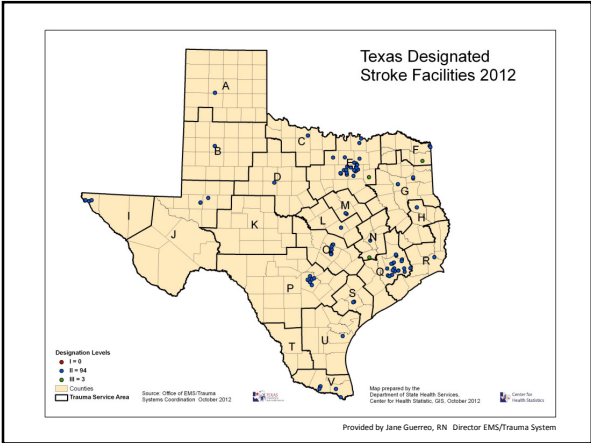 Texas Designated
Stroke Facilities 2012
A
B
C
D
E
F
G
H
I
J
K
L
M
N
O
P
Q
R
S
T
U
V
Designation Levels
I = 0
II = 94
III = 3
Counties
Trauma Service Area
Source: Office of EMS/Trauma
Systems Coordination October 2012
TEXAS
Map prepared by the
Department of State Health Services,
Center for Health Statistic, GIS, October 2012
Center for
Health Statistics
Provided by Jane Guerreo, RN Director EMS/Trauma System